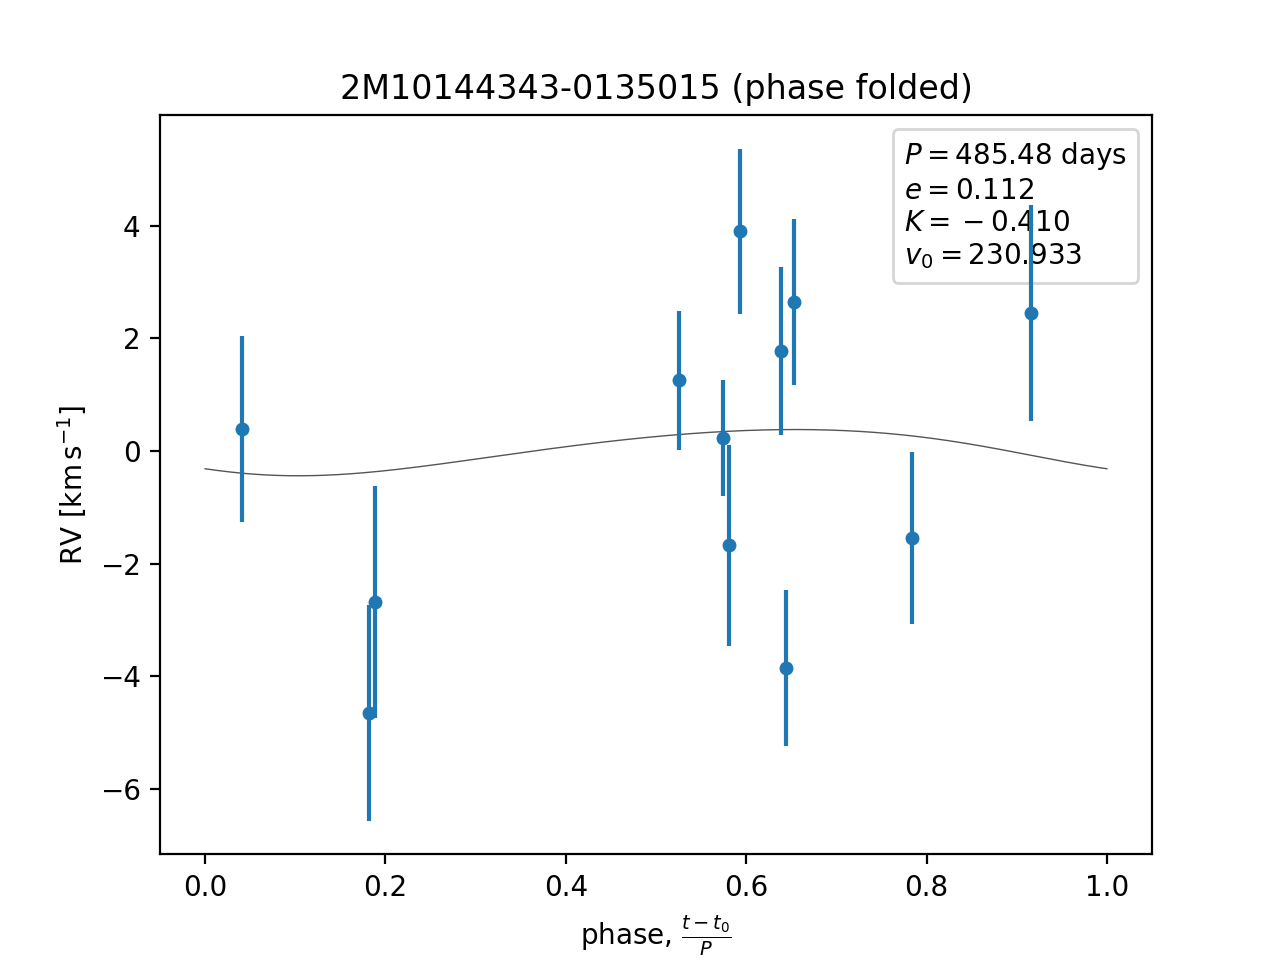 2M10144343-0135015 (phase folded)
P = 485.48 days
e = 0.112
K = −0.410
v₀ = 230.933
RV [km s⁻¹]
4
2
0
−2
−4
−6
0.0 0.2 0.4 0.6 0.8 1.0
phase, (t − t₀)/P